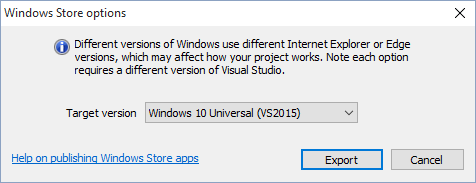 Windows Store options
Different versions of Windows use different Internet Explorer or Edge
versions, which may affect how your project works. Note each option
requires a different version of Visual Studio.
Target version
Windows 10 Universal (VS2015)
Help on publishing Windows Store apps
Export
Cancel